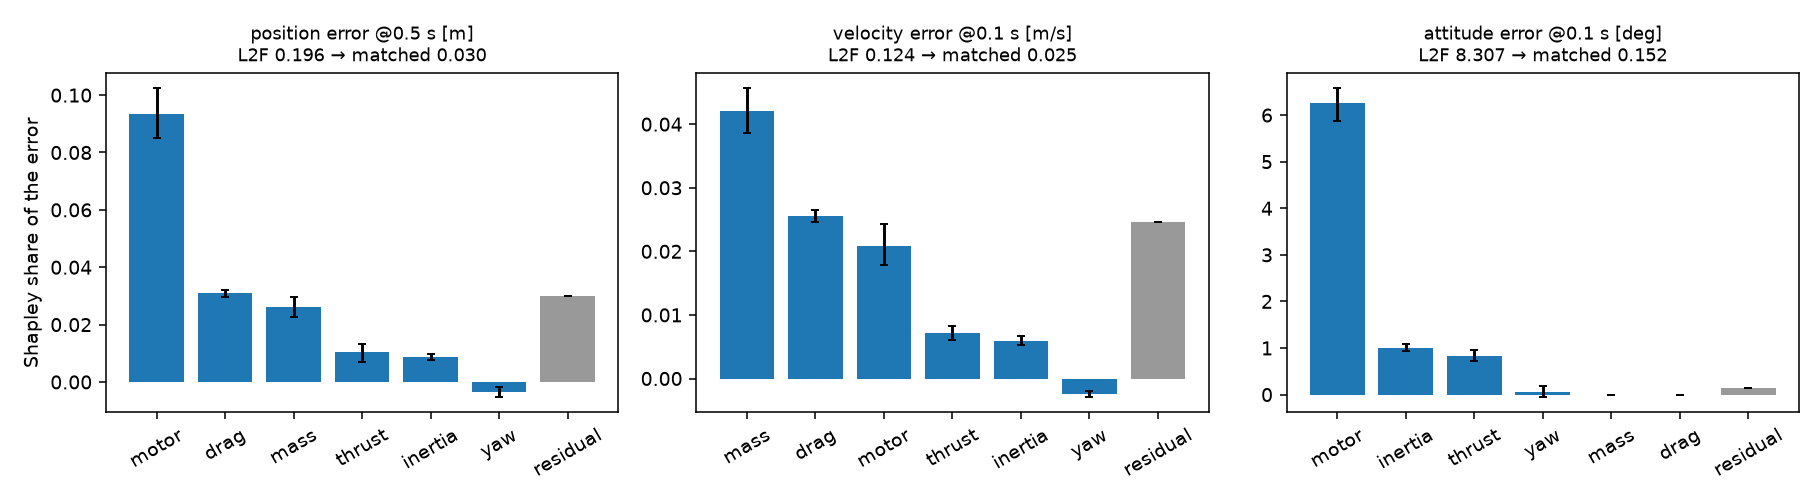 position error @0.5 s [m]
L2F 0.196 → matched 0.030
Shapley share of the error
0.10
0.08
0.06
0.04
0.02
0.00
motor
drag
mass
thrust
inertia
yaw
residual
velocity error @0.1 s [m/s]
L2F 0.124 → matched 0.025
0.04
0.03
0.02
0.01
0.00
mass
drag
motor
thrust
inertia
yaw
residual
attitude error @0.1 s [deg]
L2F 8.307 → matched 0.152
6
5
4
3
2
1
0
motor
inertia
thrust
yaw
mass
drag
residual